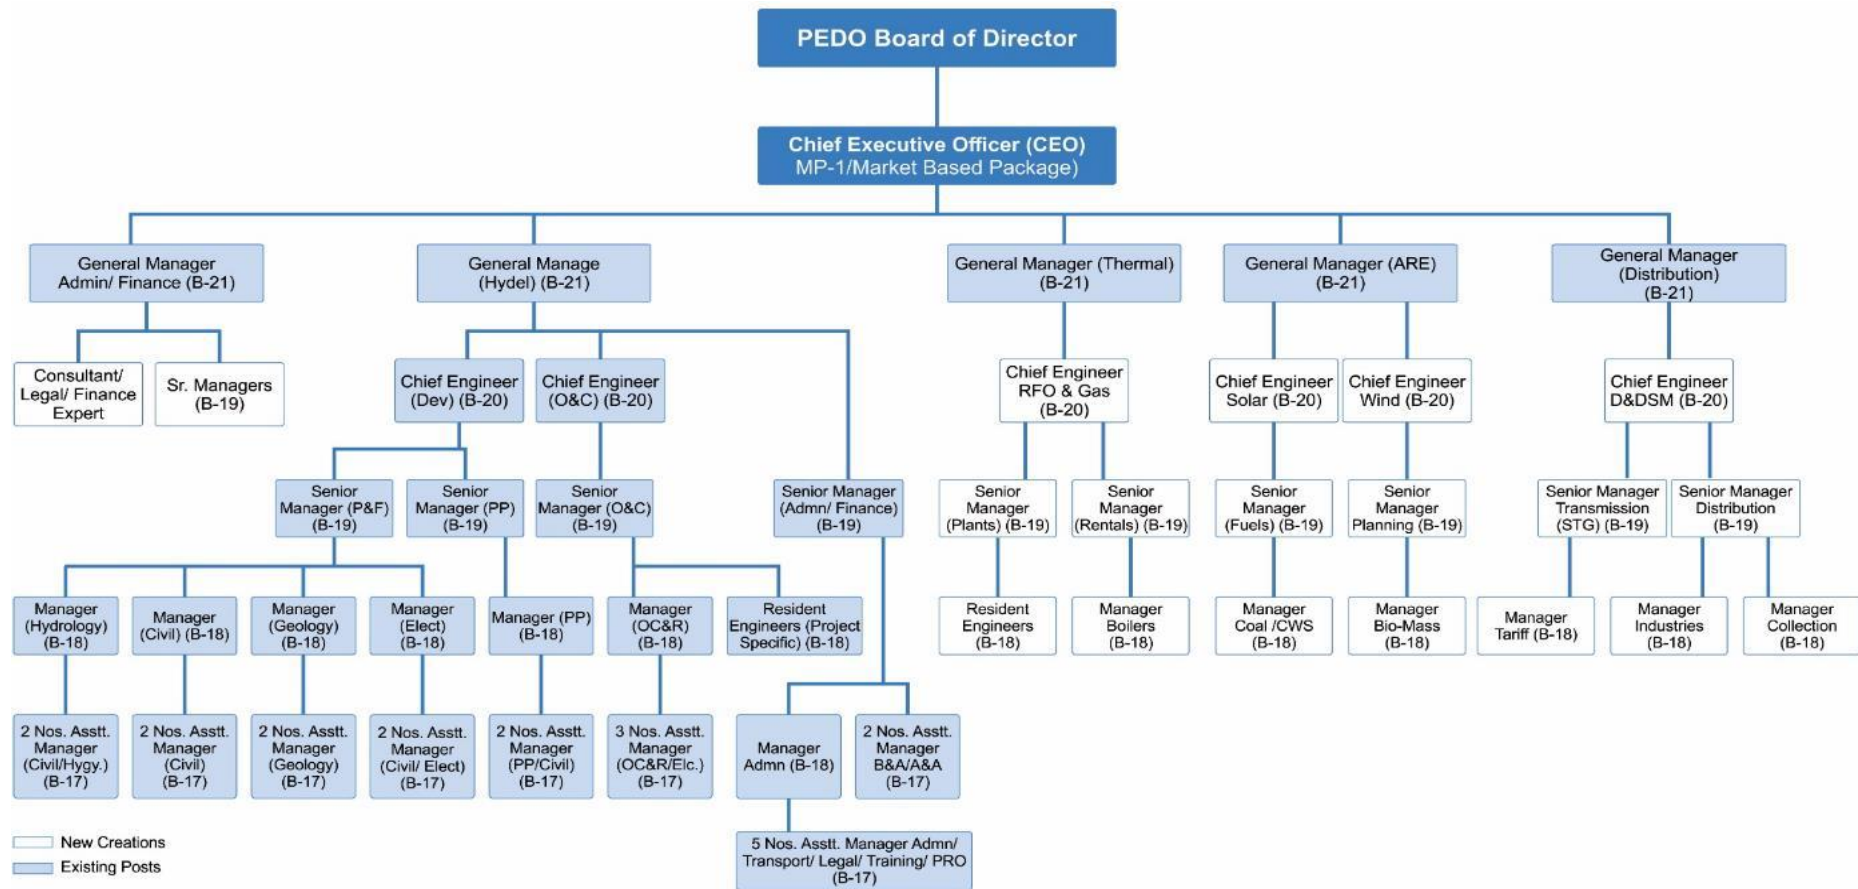 PEDO Board of Director
Chief Executive Officer (CEO)
MP-1/Market Based Package)
General Manager
Admin/ Finance (B-21)
General Manage
(Hydel) (B-21)
General Manager (Thermal)
(B-21)
General Manager (ARE)
(B-21)
General Manager
(Distribution)
(B-21)
Consultant/
Legal/ Finance
Expert
Sr. Managers
(B-19)
Chief Engineer
(Dev) (B-20)
Chief Engineer
(O&C) (B-20)
Chief Engineer
RFO & Gas
(B-20)
Chief Engineer
Solar (B-20)
Chief Engineer
Wind (B-20)
Chief Engineer
D&DSM (B-20)
Senior
Manager (P&F)
(B-19)
Senior
Manager (PP)
(B-19)
Senior
Manager (O&C)
(B-19)
Senior Manager
(Admn/ Finance)
(B-19)
Senior
Manager
(Plants) (B-19)
Senior
Manager
(Rentals) (B-19)
Senior
Manager
(Fuels) (B-19)
Senior
Manager
Planning (B-19)
Senior Manager
Transmission
(STG) (B-19)
Senior Manager
Distribution
(B-19)
Manager
(Hydrology)
(B-18)
Manager
(Civil) (B-18)
Manager
(Geology)
(B-18)
Manager
(Elect)
(B-18)
Manager (PP)
(B-18)
Manager
(OC&R)
(B-18)
Resident
Engineers (Project
Specific) (B-18)
Resident
Engineers
(B-18)
Manager
Boilers
(B-18)
Manager
Coal /CWS
(B-18)
Manager
Bio-Mass
(B-18)
Manager
Tariff (B-18)
Manager
Industries
(B-18)
Manager
Collection
(B-18)
2 Nos. Asstt.
Manager
(Civil/Hygy.)
(B-17)
2 Nos. Asstt.
Manager
(Civil)
(B-17)
2 Nos. Asstt.
Manager
(Geology)
(B-17)
2 Nos. Asstt.
Manager
(Civil/ Elect)
(B-17)
2 Nos. Asstt.
Manager
(PP/Civil)
(B-17)
3 Nos. Asstt.
Manager
(OC&R/Elc.)
(B-17)
Manager
Admn (B-18)
2 Nos. Asstt.
Manager
B&A/A&A
(B-17)
5 Nos. Asstt. Manager Admn/
Transport/ Legal/ Training/ PRO
(B-17)
New Creations
Existing Posts